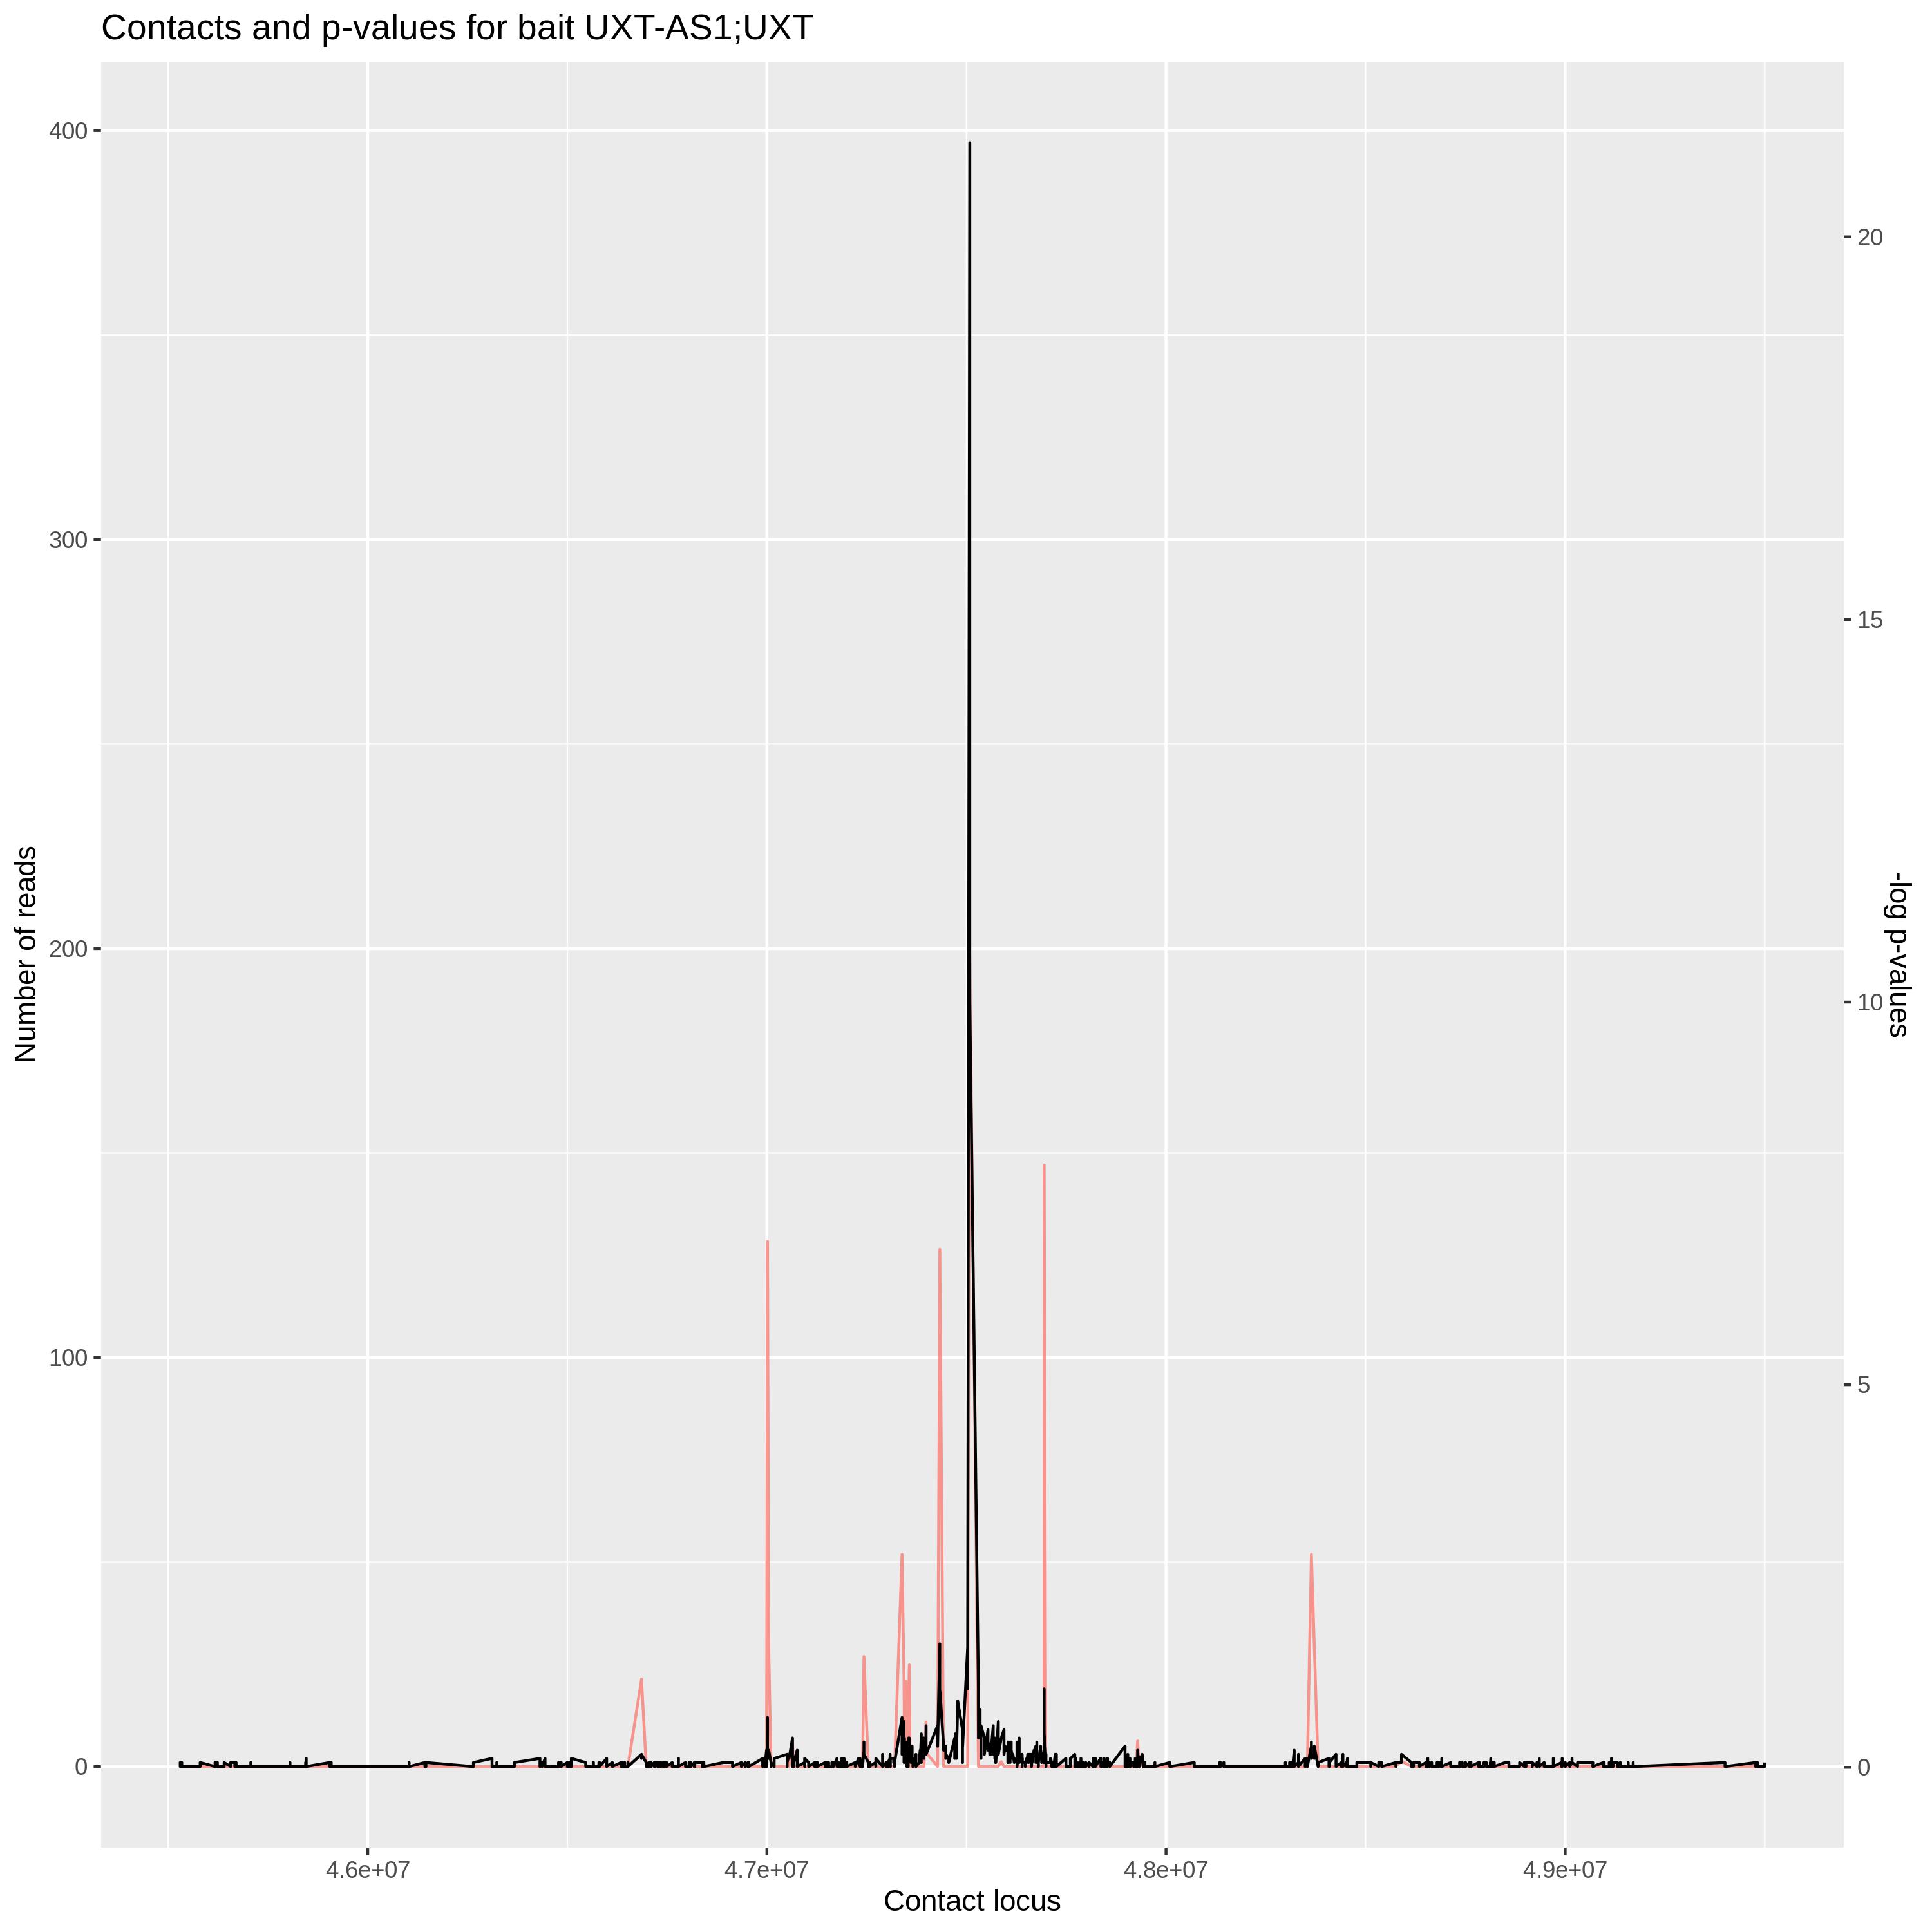 Contacts and p-values for bait UXT-AS1;UXT
400
300
200
100
0
Number of reads
20
15
10
5
0
-log p-values
4.6e+07
4.7e+07
4.8e+07
4.9e+07
Contact locus